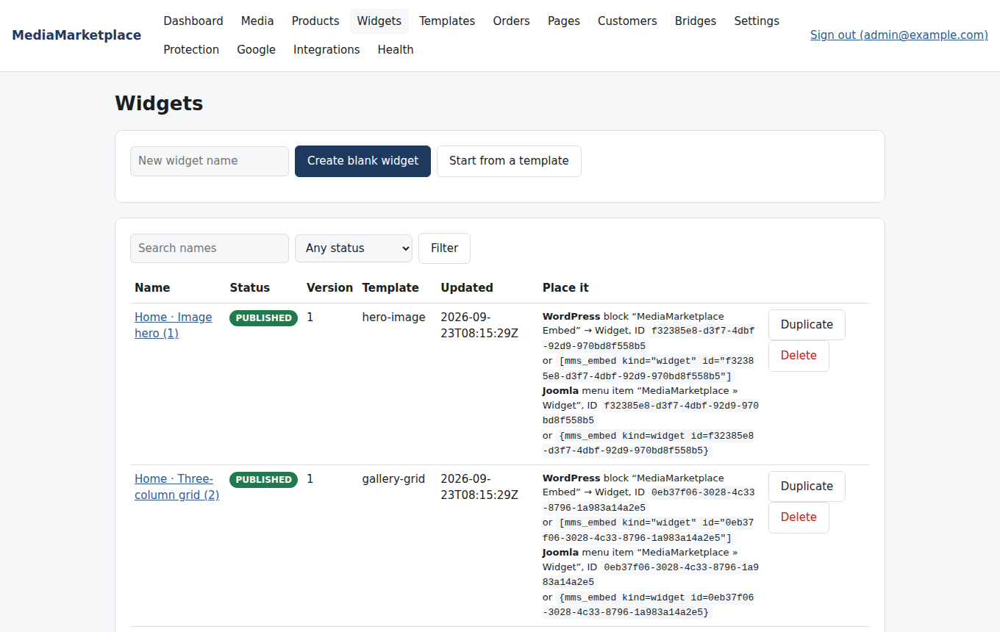 MediaMarketplace
Dashboard Media Products Widgets Templates Orders Pages Customers Bridges Settings
Protection Google Integrations Health
Sign out (admin@example.com)
Widgets
New widget name Create blank widget Start from a template
Search names Any status Filter
Name Status Version Template Updated Place it
Home · Image
hero (1)
PUBLISHED
1
hero-image
2026-09-
23T08:15:29Z
WordPress block “MediaMarketplace
Embed” → Widget, ID f32385e8-d3f7-4dbf
-92d9-970bd8f558b5
or [mms_embed kind="widget" id="f3238
5e8-d3f7-4dbf-92d9-970bd8f558b5"]
Joomla menu item “MediaMarketplace »
Widget”, ID f32385e8-d3f7-4dbf-92d9-970
bd8f558b5
or {mms_embed kind=widget id=f32385e8
-d3f7-4dbf-92d9-970bd8f558b5}
Duplicate
Delete
Home · Three-
column grid (2)
PUBLISHED
1
gallery-grid
2026-09-
23T08:15:29Z
WordPress block “MediaMarketplace
Embed” → Widget, ID 0eb37f06-3028-4c33
-8796-1a983a14a2e5
or [mms_embed kind="widget" id="0eb37
f06-3028-4c33-8796-1a983a14a2e5"]
Joomla menu item “MediaMarketplace »
Widget”, ID 0eb37f06-3028-4c33-8796-1a9
83a14a2e5
or {mms_embed kind=widget id=0eb37f06
-3028-4c33-8796-1a983a14a2e5}
Duplicate
Delete